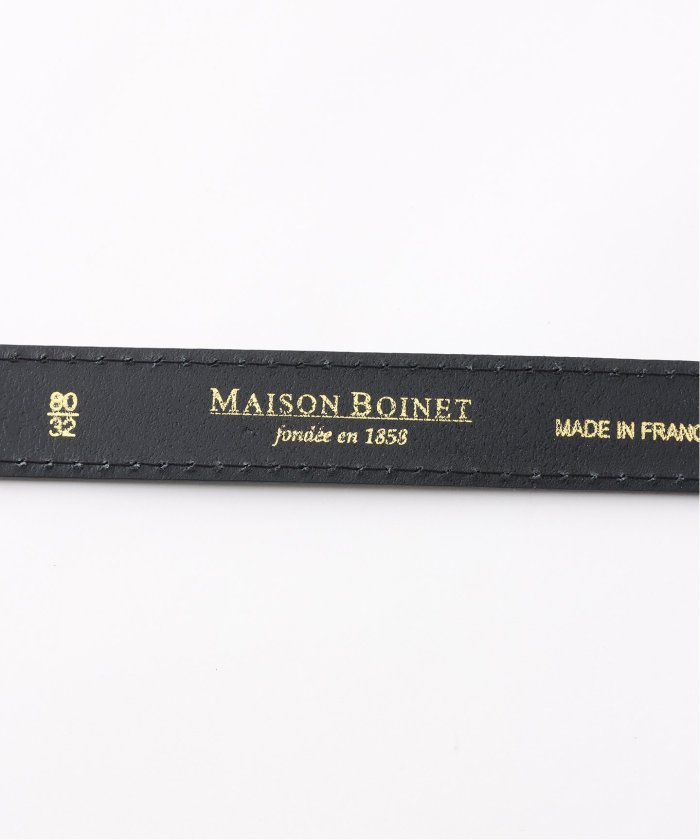 80
32
MAISON BOINET
fondée en 1858
MADE IN FRANC